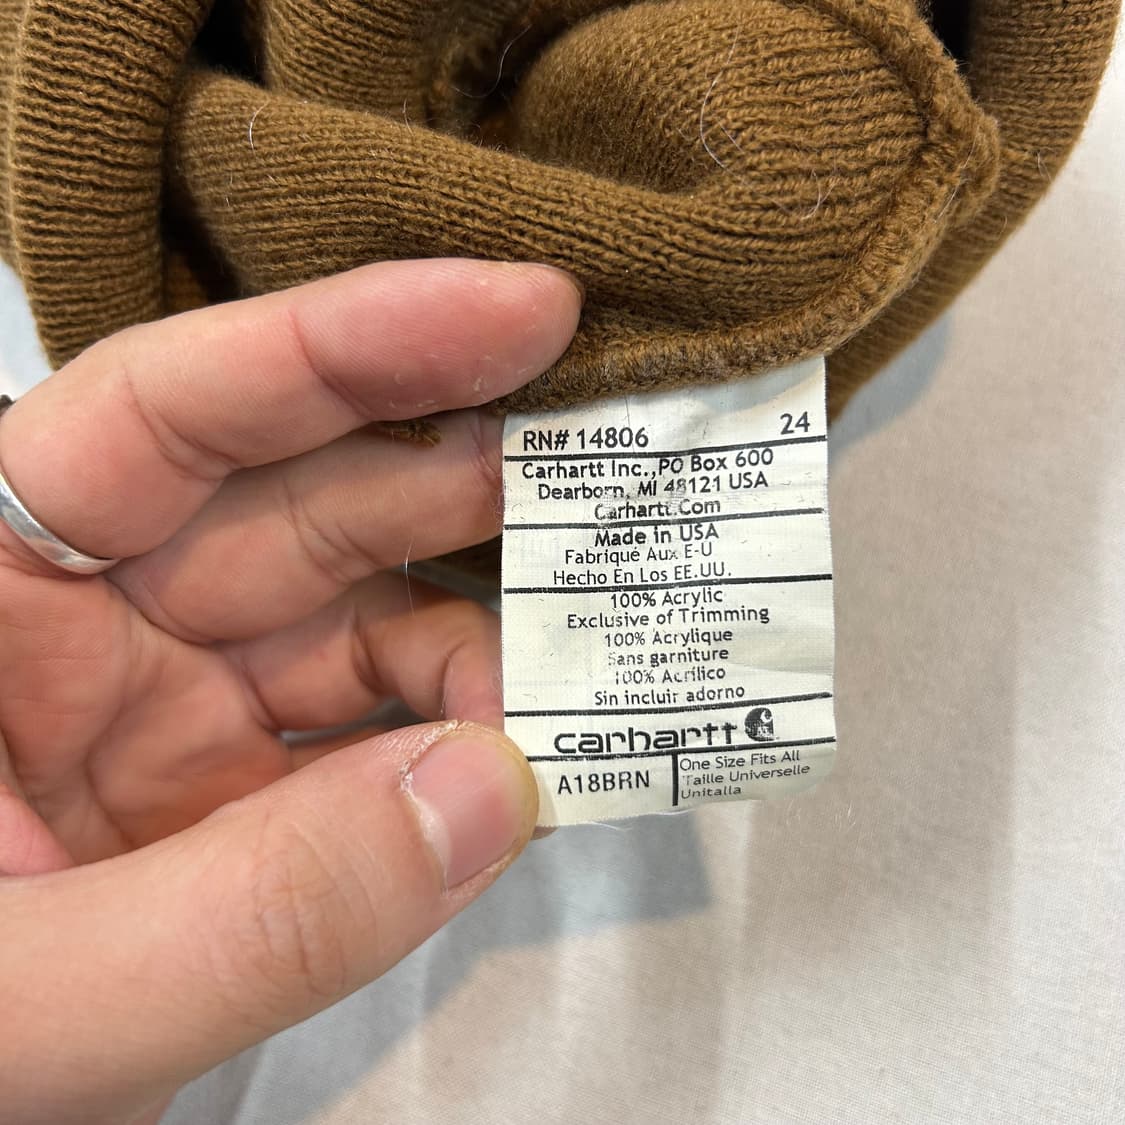 RN# 14806 24
Carhartt Inc.,PO Box 600
Dearborn, MI 48121 USA
Carhartt.Com
Made in USA
Fabriqué Aux E-U
Hecho En Los EE.UU.
100% Acrylic
Exclusive of Trimming
100% Acrylique
Sans garniture
100% Acrílico
Sin incluir adorno
carhartt
A18BRN
One Size Fits All
Taille Universelle
Unitalla